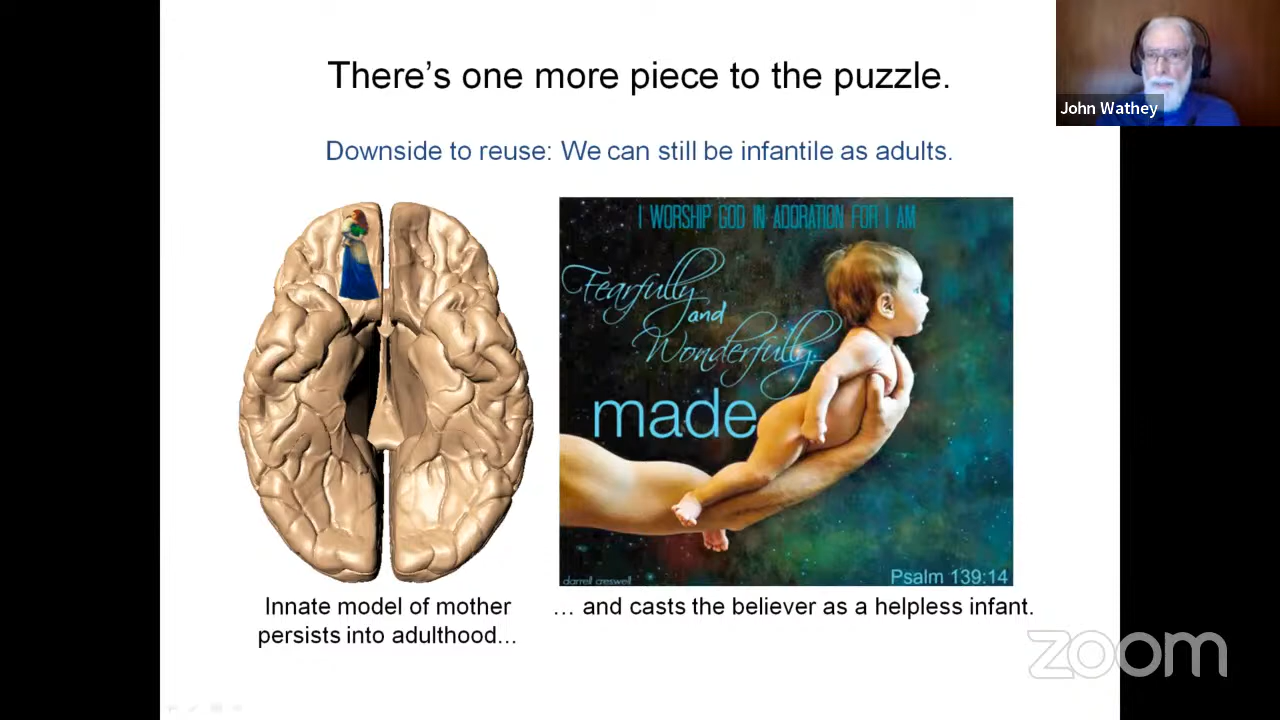 There's one more piece to the puzzle.
John Wathey
Downside to reuse: We can still be infantile as adults.
I WORSHIP GOD IN ADORATION FOR I AM
Fearfully
and
Wonderfully
made
darrell creswell
Psalm 139:14
Innate model of mother
persists into adulthood...
… and casts the believer as a helpless infant.
zoom